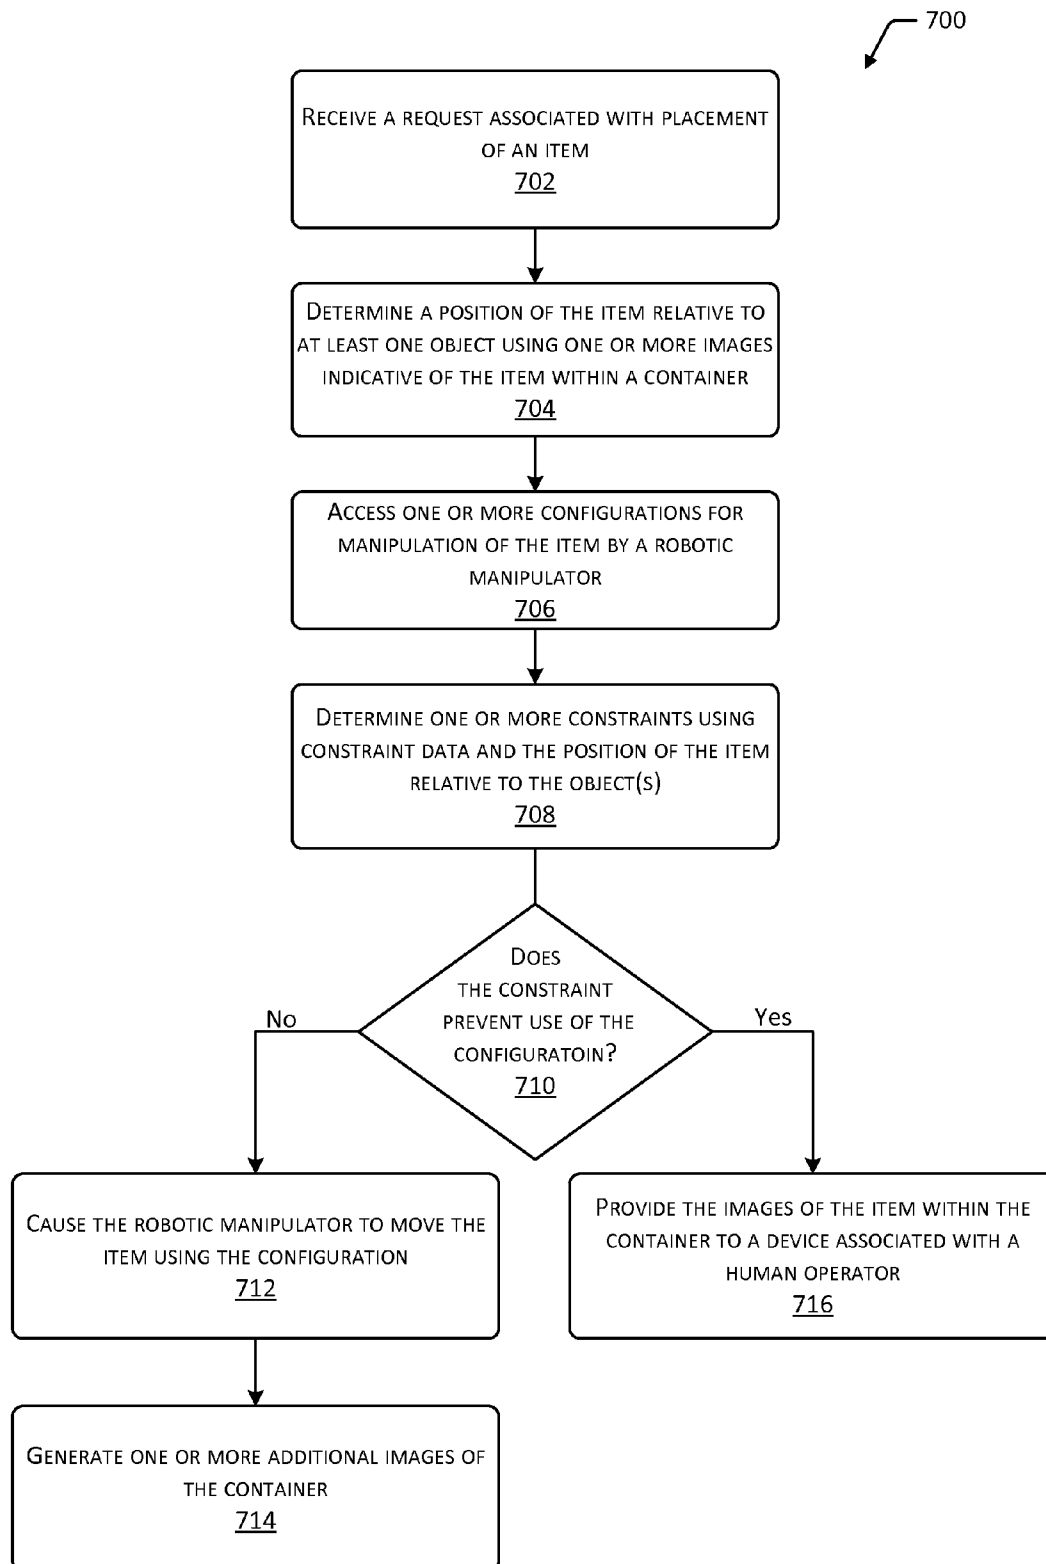 700
RECEIVE A REQUEST ASSOCIATED WITH PLACEMENT
OF AN ITEM
702
DETERMINE A POSITION OF THE ITEM RELATIVE TO
AT LEAST ONE OBJECT USING ONE OR MORE IMAGES
INDICATIVE OF THE ITEM WITHIN A CONTAINER
704
ACCESS ONE OR MORE CONFIGURATIONS FOR
MANIPULATION OF THE ITEM BY A ROBOTIC
MANIPULATOR
706
DETERMINE ONE OR MORE CONSTRAINTS USING
CONSTRAINT DATA AND THE POSITION OF THE ITEM
RELATIVE TO THE OBJECT(S)
708
DOES
THE CONSTRAINT
PREVENT USE OF THE
CONFIGURATOIN?
710
No
Yes
CAUSE THE ROBOTIC MANIPULATOR TO MOVE THE
ITEM USING THE CONFIGURATION
712
PROVIDE THE IMAGES OF THE ITEM WITHIN THE
CONTAINER TO A DEVICE ASSOCIATED WITH A
HUMAN OPERATOR
716
GENERATE ONE OR MORE ADDITIONAL IMAGES OF
THE CONTAINER
714